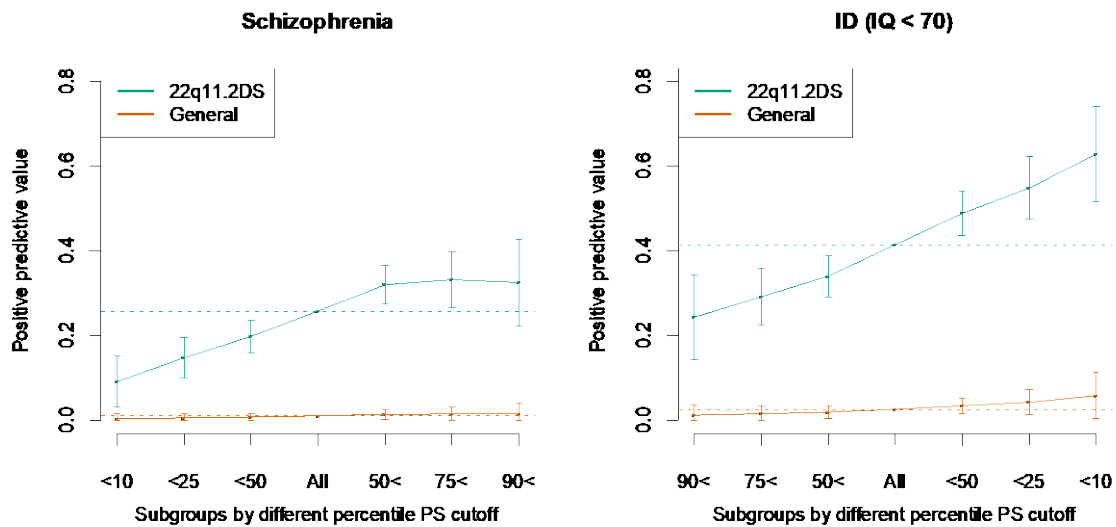 Schizophrenia
22q11.2DS
General
Positive predictive value
0.8
0.6
0.4
0.2
0.0
<10 <25 <50 All 50< 75< 90<
Subgroups by different percentile PS cutoff
ID (IQ < 70)
22q11.2DS
General
Positive predictive value
0.8
0.6
0.4
0.2
0.0
90< 75< 50< All <50 <25 <10
Subgroups by different percentile PS cutoff